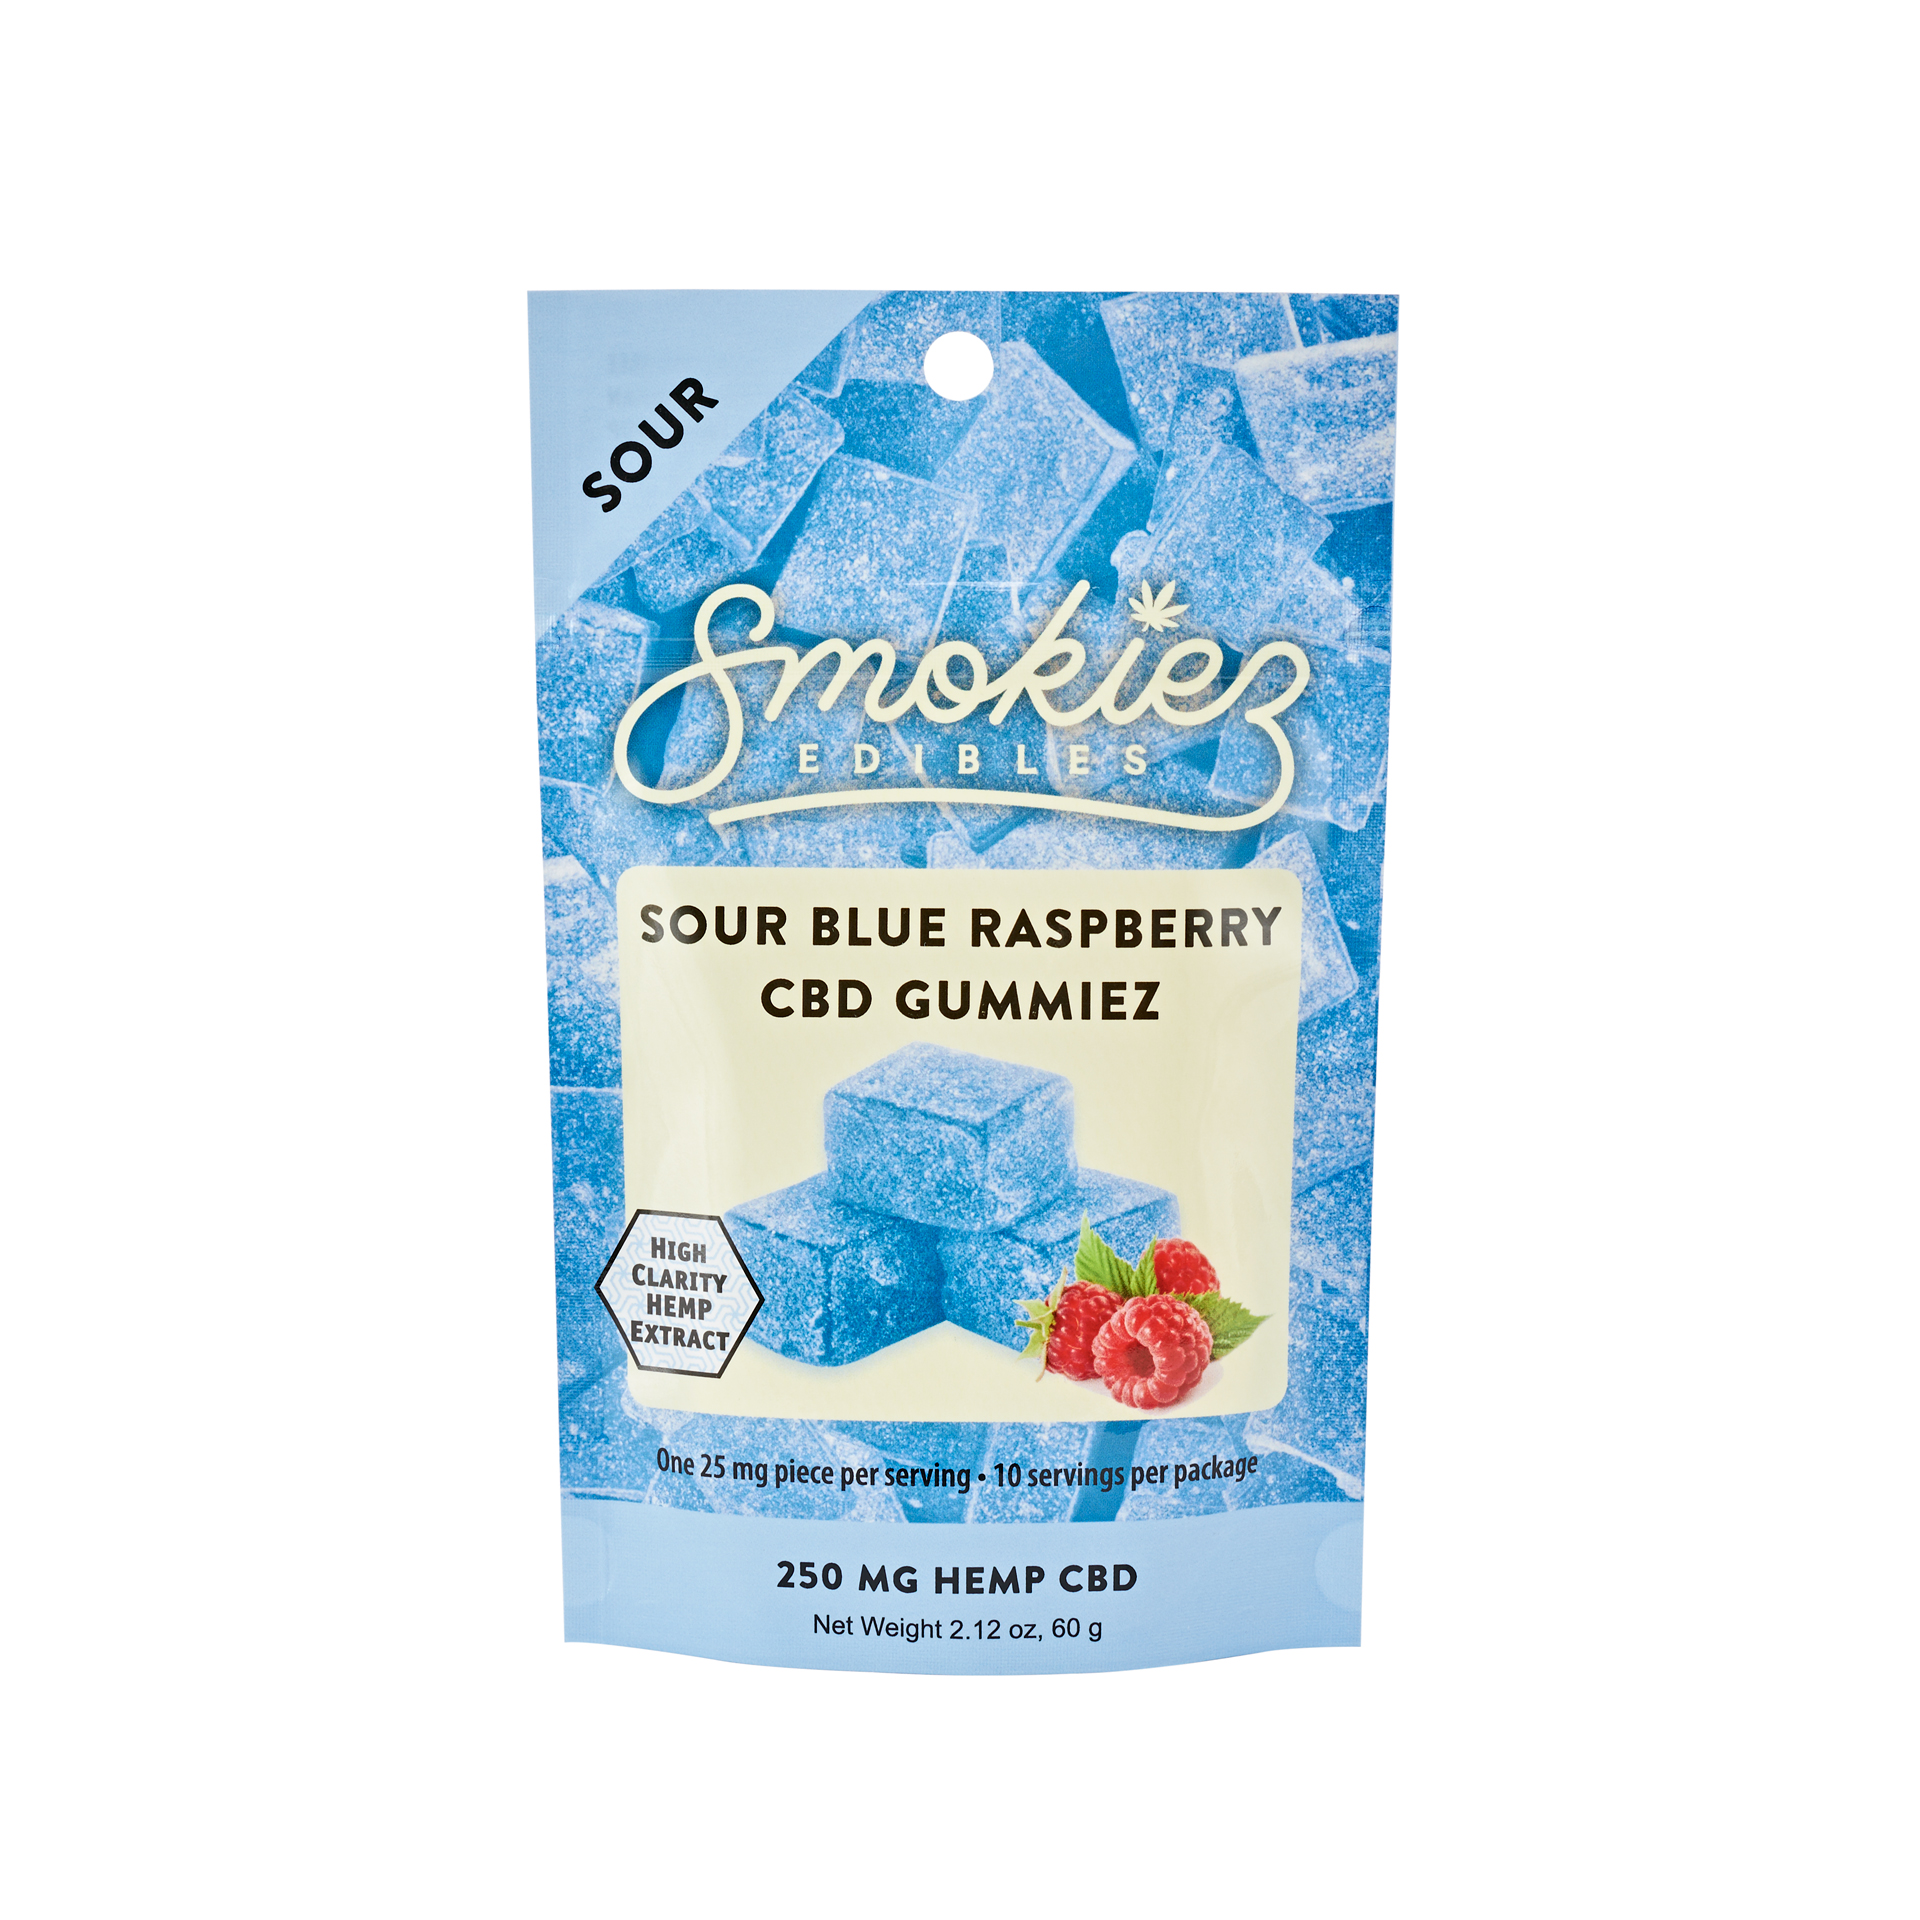 SOUR
Smokiez
EDIBLES
SOUR BLUE RASPBERRY
CBD GUMMIEZ
HIGH
CLARITY
HEMP
EXTRACT
One 25 mg piece per serving • 10 servings per package
250 MG HEMP CBD
Net Weight 2.12 oz, 60 g